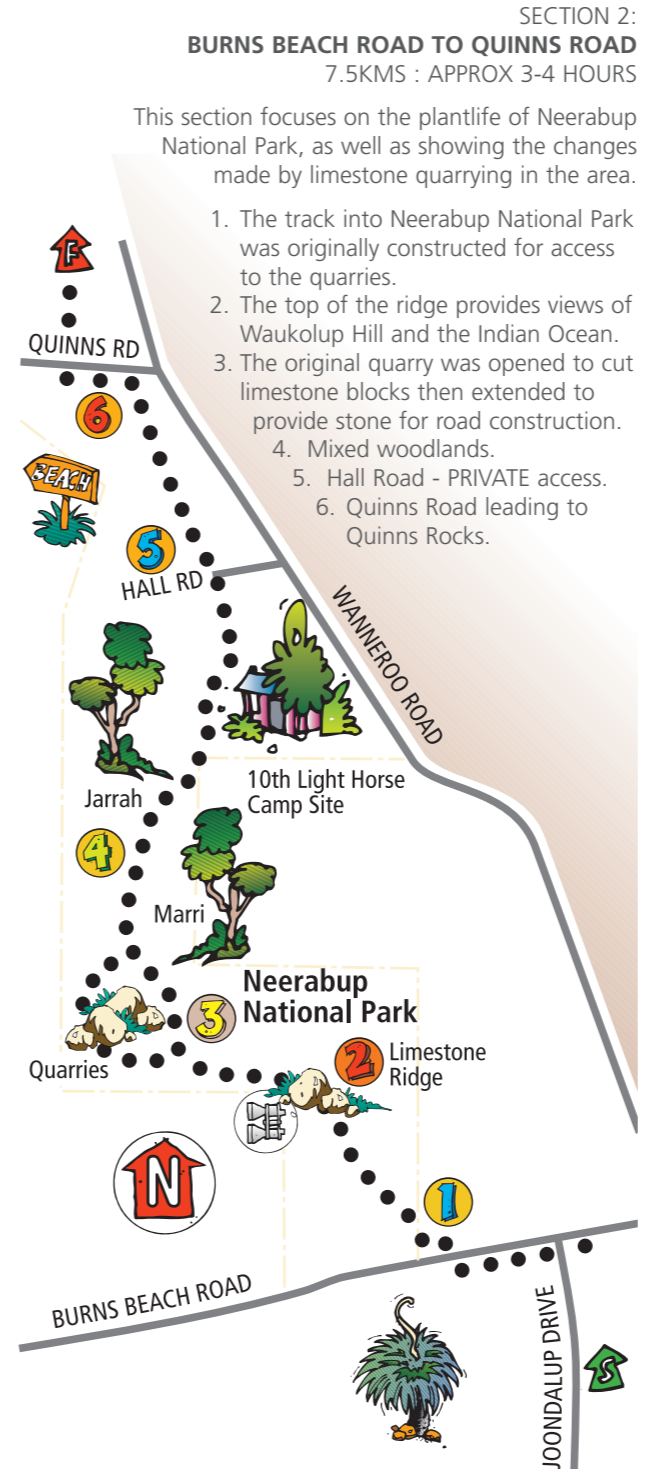 SECTION 2:
BURNS BEACH ROAD TO QUINNS ROAD
7.5KMS : APPROX 3-4 HOURS
This section focuses on the plantlife of Neerabup
National Park, as well as showing the changes
made by limestone quarrying in the area.
1. The track into Neerabup National Park
was originally constructed for access
to the quarries.
2. The top of the ridge provides views of
Waukolup Hill and the Indian Ocean.
3. The original quarry was opened to cut
limestone blocks then extended to
provide stone for road construction.
4. Mixed woodlands.
5. Hall Road - PRIVATE access.
6. Quinns Road leading to
Quinns Rocks.
F
QUINNS RD
6
BEACH
5
HALL RD
WANNEROO ROAD
10th Light Horse
Camp Site
Jarrah
4
Marri
Neerabup
National Park
3
Quarries
2
Limestone
Ridge
N
1
BURNS BEACH ROAD
JOONDALUP DRIVE
S